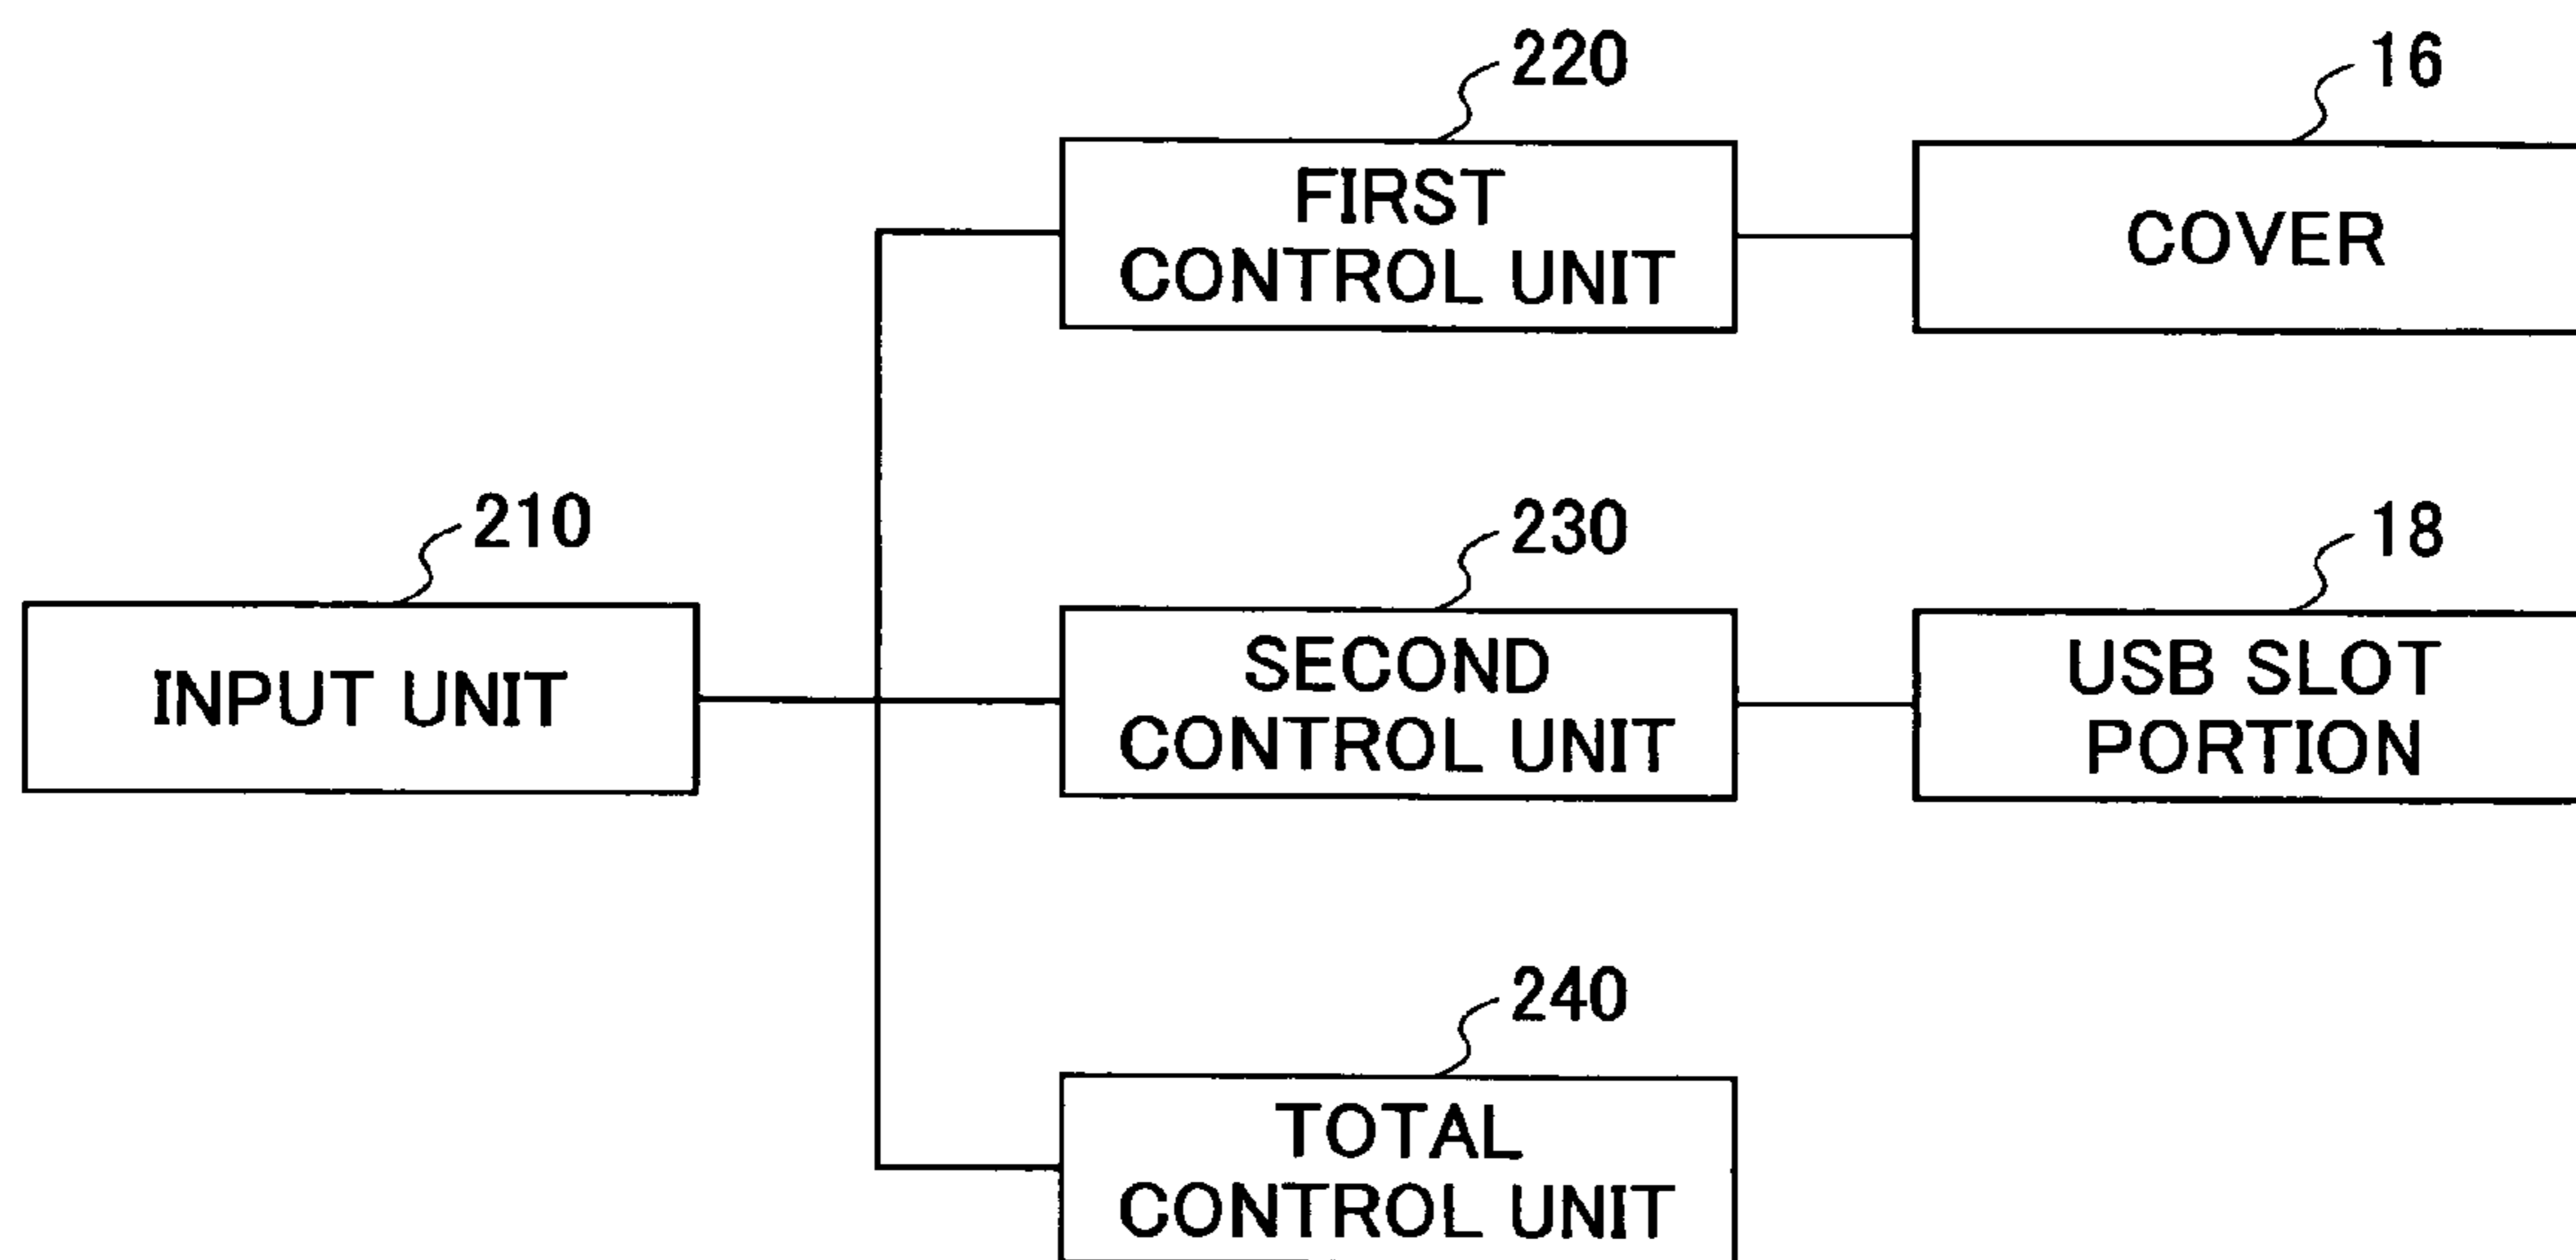 220
16
FIRST
CONTROL UNIT
COVER
210
INPUT UNIT
230
18
SECOND
CONTROL UNIT
USB SLOT
PORTION
240
TOTAL
CONTROL UNIT